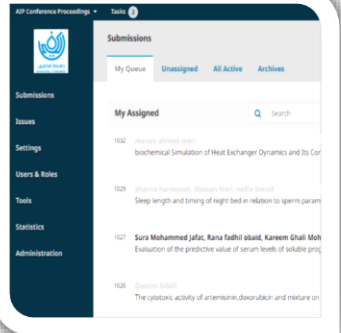 AIP Conference Proceedings
Tasks 2
Submissions
My Queue Unassigned All Active Archives
Submissions
Issues
Settings
Users & Roles
Tools
Statistics
Administration
My Assigned
Search
1032
biochemical Simulation of Heat Exchanger Dynamics and Its Cor
1029
Sleep length and timing of night bed in relation to sperm param
1027 Sura Mohammed Jafat, Rana fadhil obaid, Kareem Ghali Moh
Evaluation of the predictive value of serum levels of soluble prog
1026
The cytotoxic activity of artemisinin,doxorubicin and mixture on